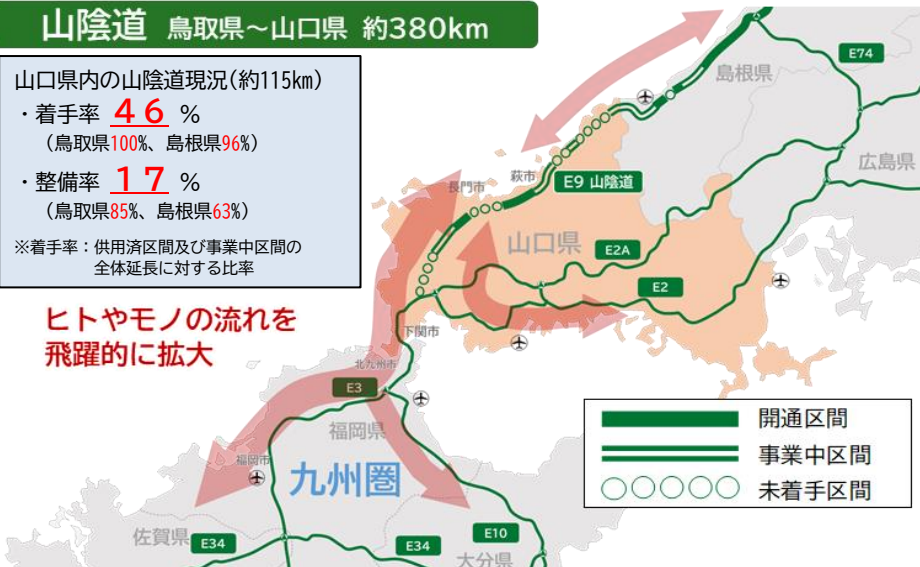 山陰道 鳥取県～山口県 約380km
山口県内の山陰道現況(約115km)
・着手率 46 %
（鳥取県100%、島根県96%）
・整備率 17 %
（鳥取県85%、島根県63%）
※着手率：供用済区間及び事業中区間の
全体延長に対する比率
ヒトやモノの流れを
飛躍的に拡大
E74
島根県
広島県
萩市
長門市
E9 山陰道
山口県
E2A
E2
下関市
北九州市
E3
福岡県
福岡市
九州圏
佐賀県
E34
E34
E10
大分県
開通区間
事業中区間
未着手区間